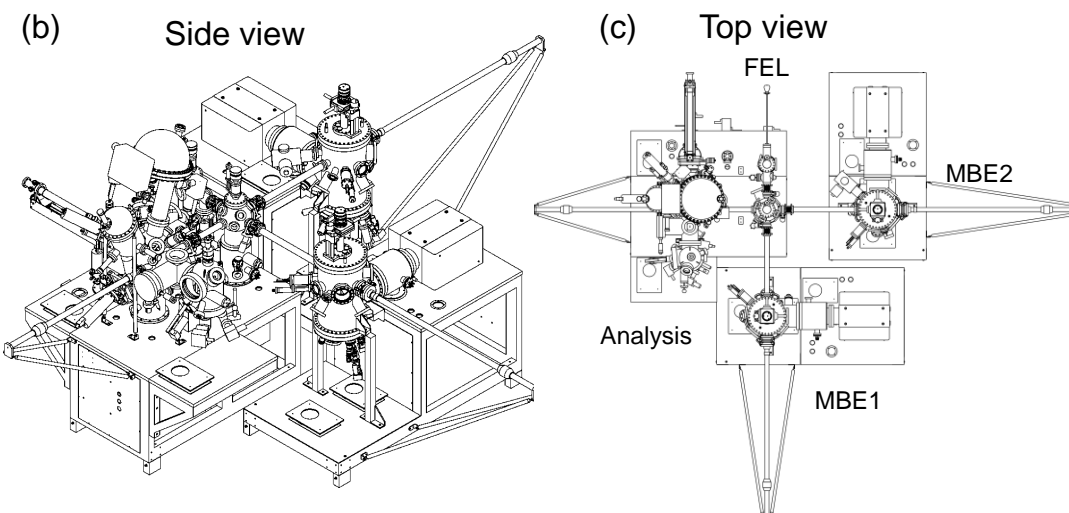 (b)
Side view
(c)
Top view
FEL
MBE2
Analysis
MBE1